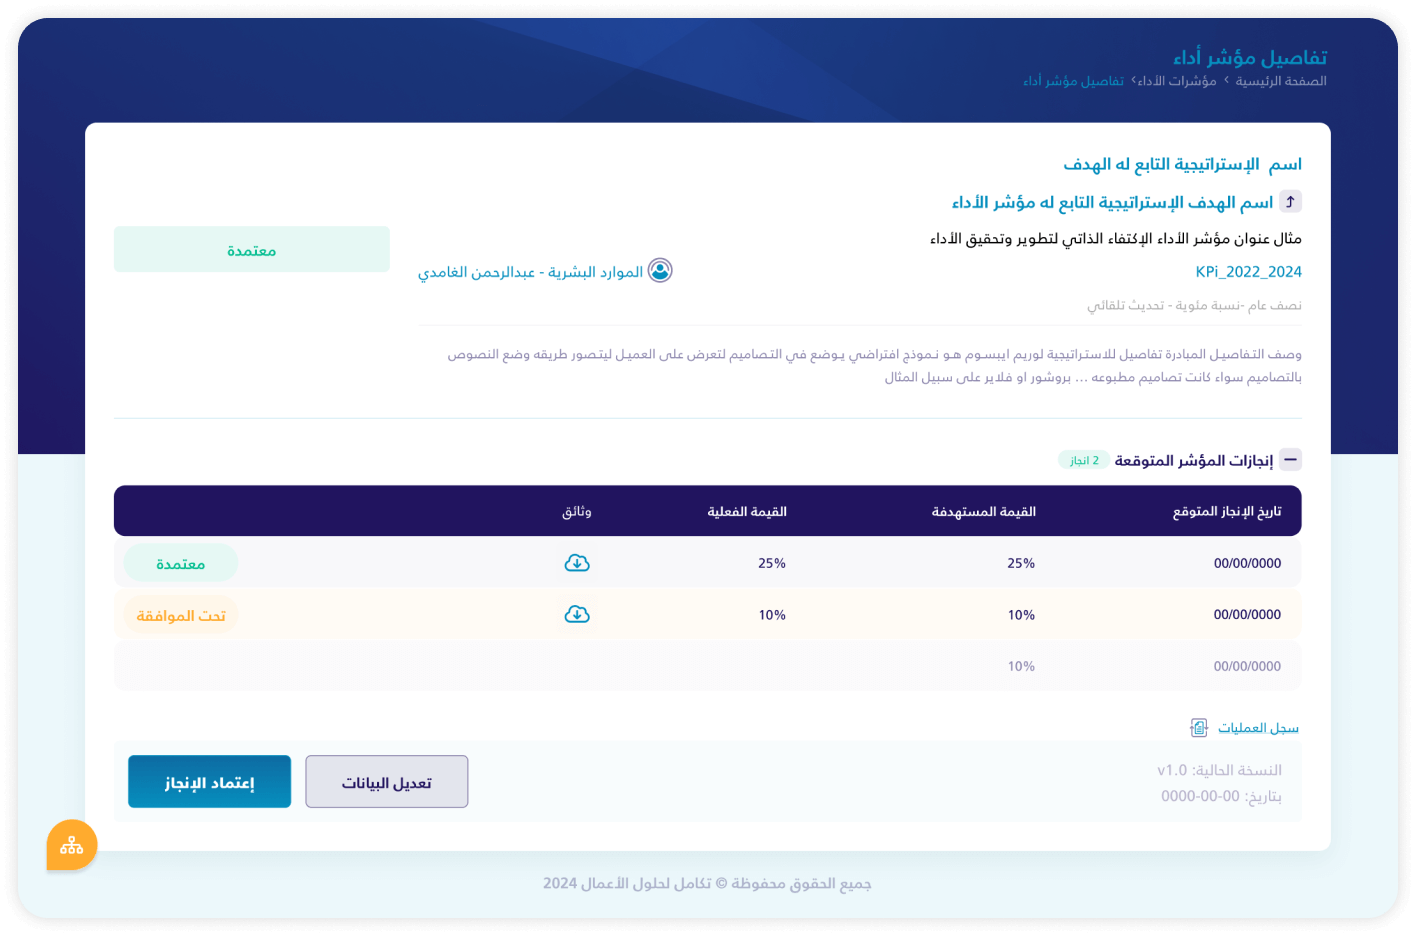 تفاصيل مؤشر أداء
الصفحة الرئيسية › مؤشرات الأداء› تفاصيل مؤشر أداء
اسم الإستراتيجية التابع له الهدف
اسم الهدف الإستراتيجية التابع له مؤشر الأداء
مثال عنوان مؤشر الأداء الإكتفاء الذاتي لتطوير وتحقيق الأداء
معتمدة
KPi_2022_2024
الموارد البشرية - عبدالرحمن الغامدي
نصف عام -نسبة مئوية - تحديث تلقائي
وصف التفاصيل المبادرة تفاصيل للاستراتيجية لوريم ايبسوم هو نموذج افتراضي يوضع في التصاميم لتعرض على العميل ليتصور طريقه وضع النصوص
بالتصاميم سواء كانت تصاميم مطبوعه ... بروشور او فلاير على سبيل المثال
إنجازات المؤشر المتوقعة 2 انجاز
تاريخ الإنجاز المتوقع القيمة المستهدفة القيمة الفعلية وثائق
00/00/0000 25% 25% معتمدة
00/00/0000 10% 10% تحت الموافقة
00/00/0000 10%
سجل العمليات
النسخة الحالية: v1.0
بتاريخ: 00-00-0000
تعديل البيانات
إعتماد الإنجاز
جميع الحقوق محفوظة © تكامل لحلول الأعمال 2024